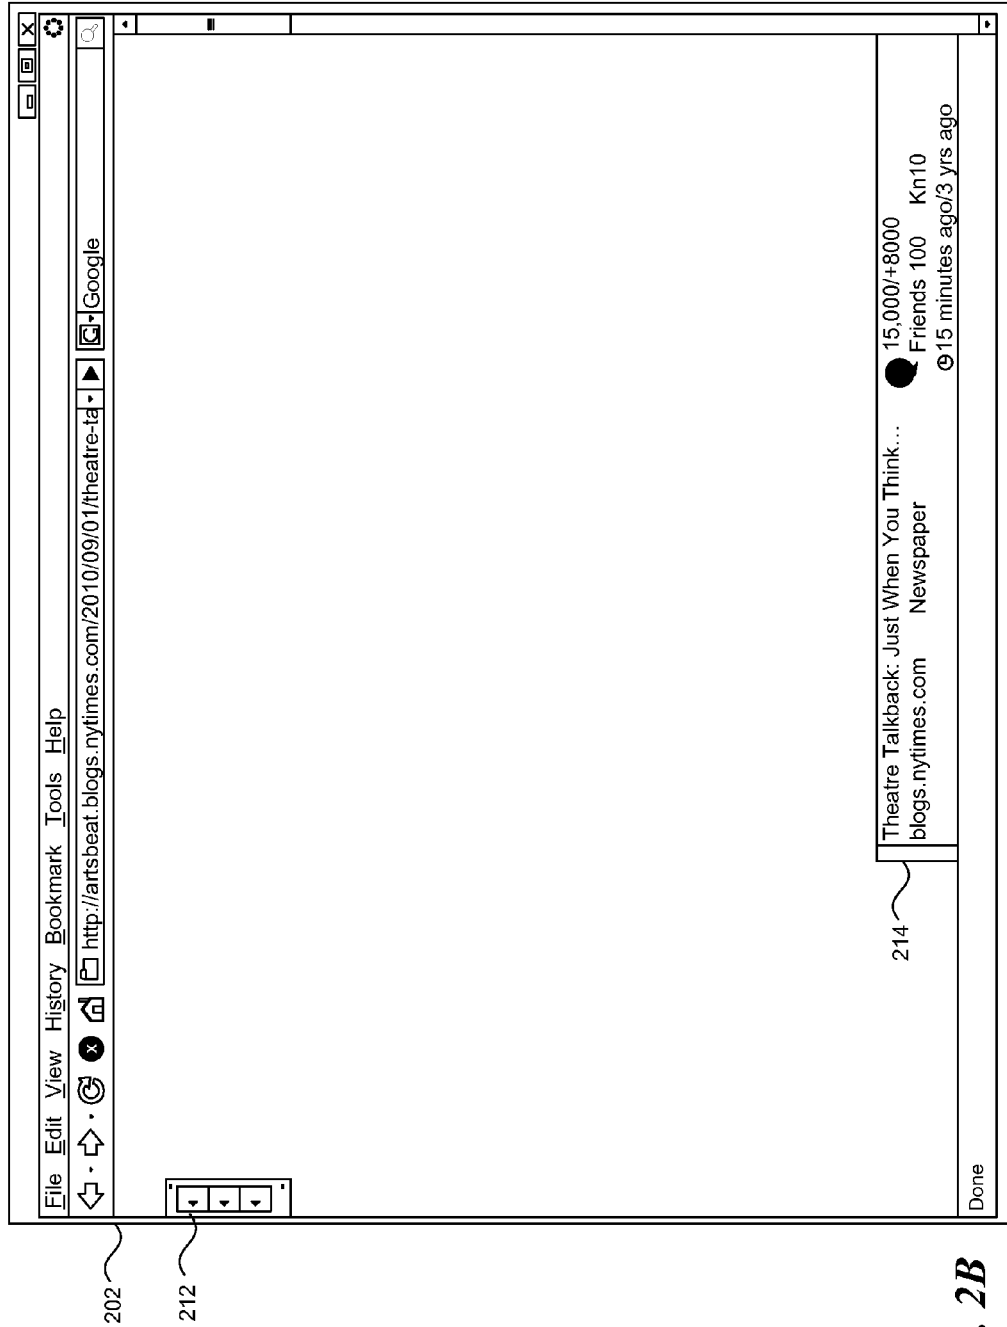 File Edit View History Bookmark Tools Help
http://artsbeat.blogs.nytimes.com/2010/09/01/theatre-ta
G Google
202
212
Theatre Talkback: Just When You Think... 15,000/+8000
blogs.nytimes.com Newspaper Friends 100 Kn10
15 minutes ago/3 yrs ago
214
Done
. 2B